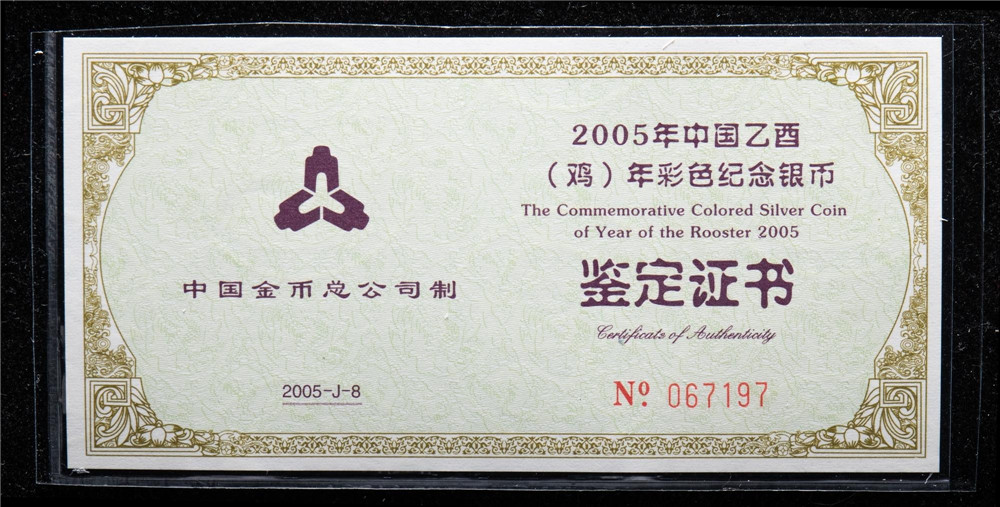 中国金币总公司制
2005-J-8
2005年中国乙酉
（鸡）年彩色纪念银币
The Commemorative Colored Silver Coin
of Year of the Rooster 2005
鉴定证书
Certificate of Authenticity
Nº 067197